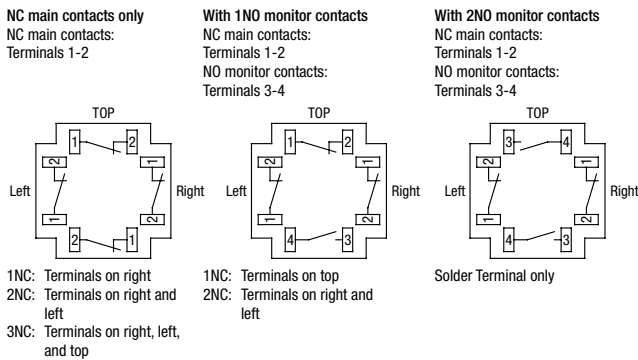 NC main contacts only
NC main contacts:
Terminals 1-2
TOP
1 2
2 1
Left Right
1 2
2 1
1NC: Terminals on right
2NC: Terminals on right and
left
3NC: Terminals on right, left,
and top
With 1NO monitor contacts
NC main contacts:
Terminals 1-2
NO monitor contacts:
Terminals 3-4
TOP
1 2
2 1
Left Right
1 2
4 3
1NC: Terminals on top
2NC: Terminals on right and
left
With 2NO monitor contacts
NC main contacts:
Terminals 1-2
NO monitor contacts:
Terminals 3-4
TOP
3 4
2 1
Left Right
1 2
4 3
Solder Terminal only